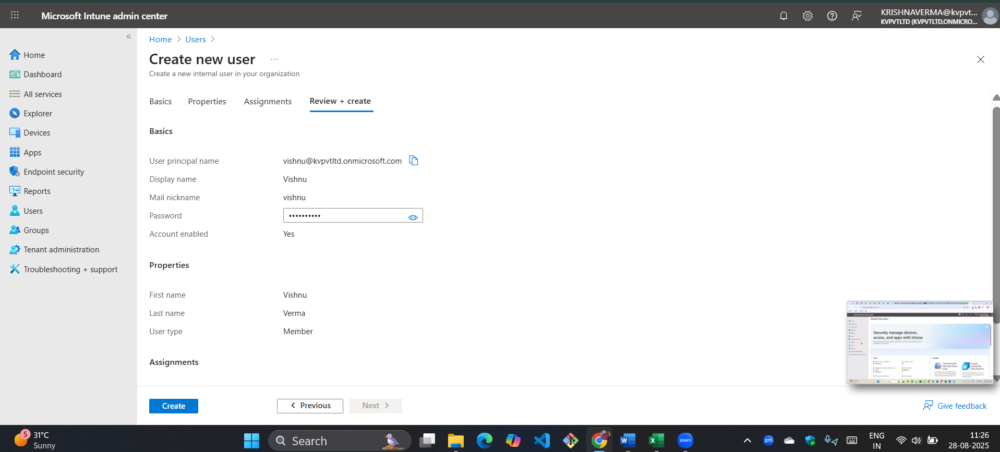 Microsoft Intune admin center
KRISHNAVERMA@kvpvt...
KVPVTLTD (KVPVTLTD.ONMICRO...
Home
Dashboard
All services
Explorer
Devices
Apps
Endpoint security
Reports
Users
Groups
Tenant administration
Troubleshooting + support
Home > Users >
Create new user ...
Create a new internal user in your organization
Basics Properties Assignments Review + create
Basics
User principal name vishnu@kvpvtltd.onmicrosoft.com
Display name Vishnu
Mail nickname vishnu
Password ••••••••••
Account enabled Yes
Properties
First name Vishnu
Last name Verma
User type Member
Assignments
Default Directory
Securely manage devices,
access, and apps with Intune
Create
Previous
Next
Give feedback
5
31°C
Sunny
Search
zoom
zm
ENG
IN
11:26
28-08-2025